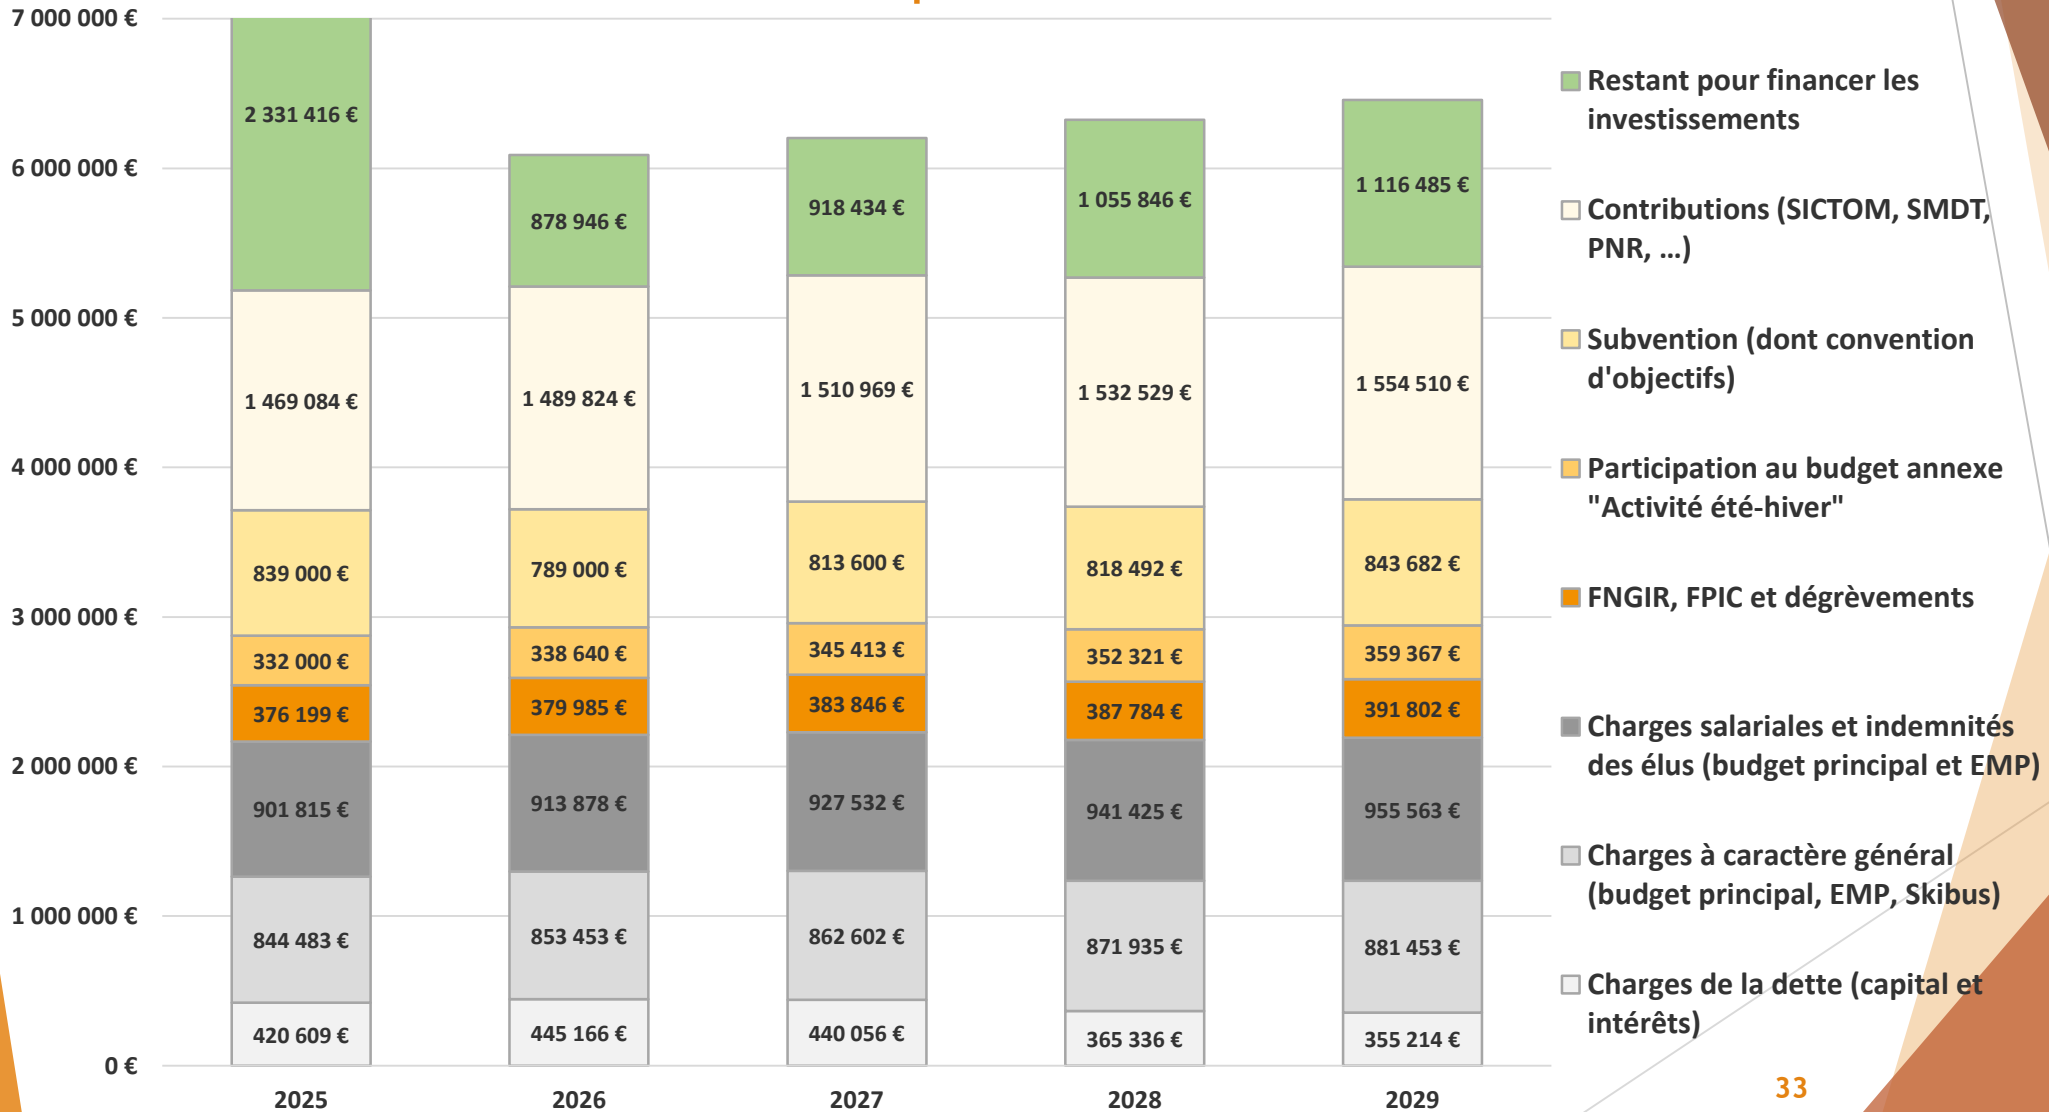 7 000 000 €
6 000 000 €
5 000 000 €
4 000 000 €
3 000 000 €
2 000 000 €
1 000 000 €
0 €
2 331 416 €
1 469 084 €
839 000 €
332 000 €
376 199 €
901 815 €
844 483 €
420 609 €
2025
878 946 €
1 489 824 €
789 000 €
338 640 €
379 985 €
913 878 €
853 453 €
445 166 €
2026
918 434 €
1 510 969 €
813 600 €
345 413 €
383 846 €
927 532 €
862 602 €
440 056 €
2027
1 055 846 €
1 532 529 €
818 492 €
352 321 €
387 784 €
941 425 €
871 935 €
365 336 €
2028
1 116 485 €
1 554 510 €
843 682 €
359 367 €
391 802 €
955 563 €
881 453 €
355 214 €
2029
Restant pour financer les
investissements
Contributions (SICTOM, SMDT,
PNR, ...)
Subvention (dont convention
d'objectifs)
Participation au budget annexe
"Activité été-hiver"
FNGIR, FPIC et dégrèvements
Charges salariales et indemnités
des élus (budget principal et EMP)
Charges à caractère général
(budget principal, EMP, Skibus)
Charges de la dette (capital et
intérêts)
33